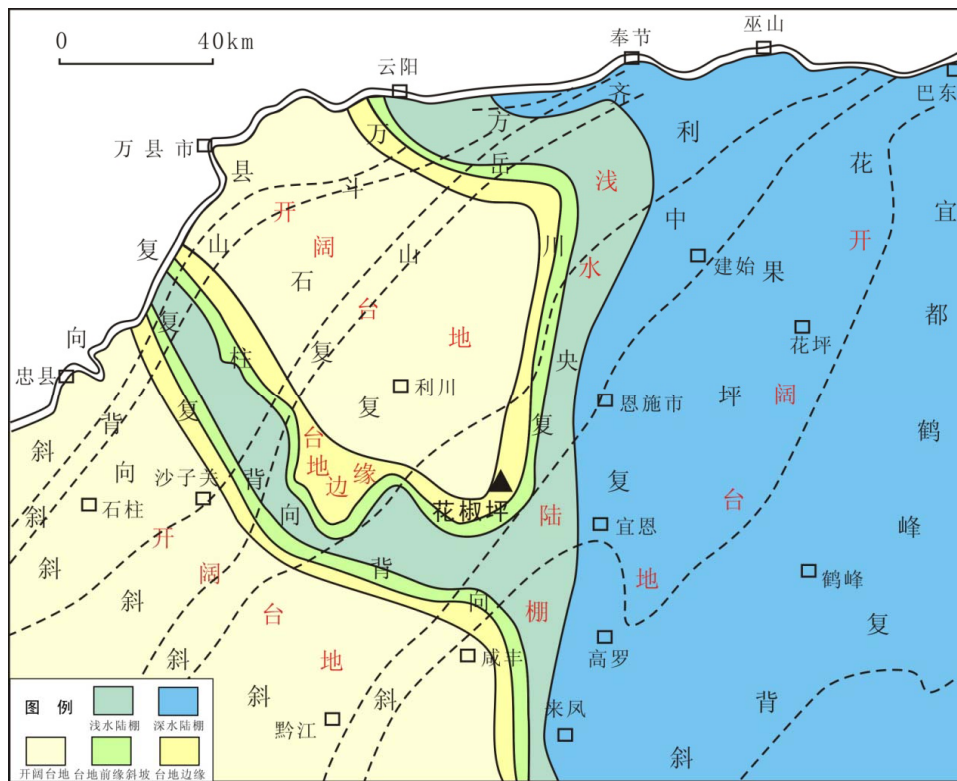 0 40km
云阳
奉节
巫山
巴东
万县市
忠县
石柱
沙子关
利川
建始
花坪
恩施市
宜恩
鹤峰
高罗
来凤
咸丰
黔江
花椒坪
万县复向斜
方斗山复背斜
石柱复向斜
齐岳山复背斜
利川复向斜
中央复背斜
花果坪复向斜
宜都鹤峰复背斜
开阔台地
浅水陆棚
开阔台地
台地边缘
开阔台地
图 例
浅水陆棚
深水陆棚
开阔台地
台地前缘斜坡
台地边缘